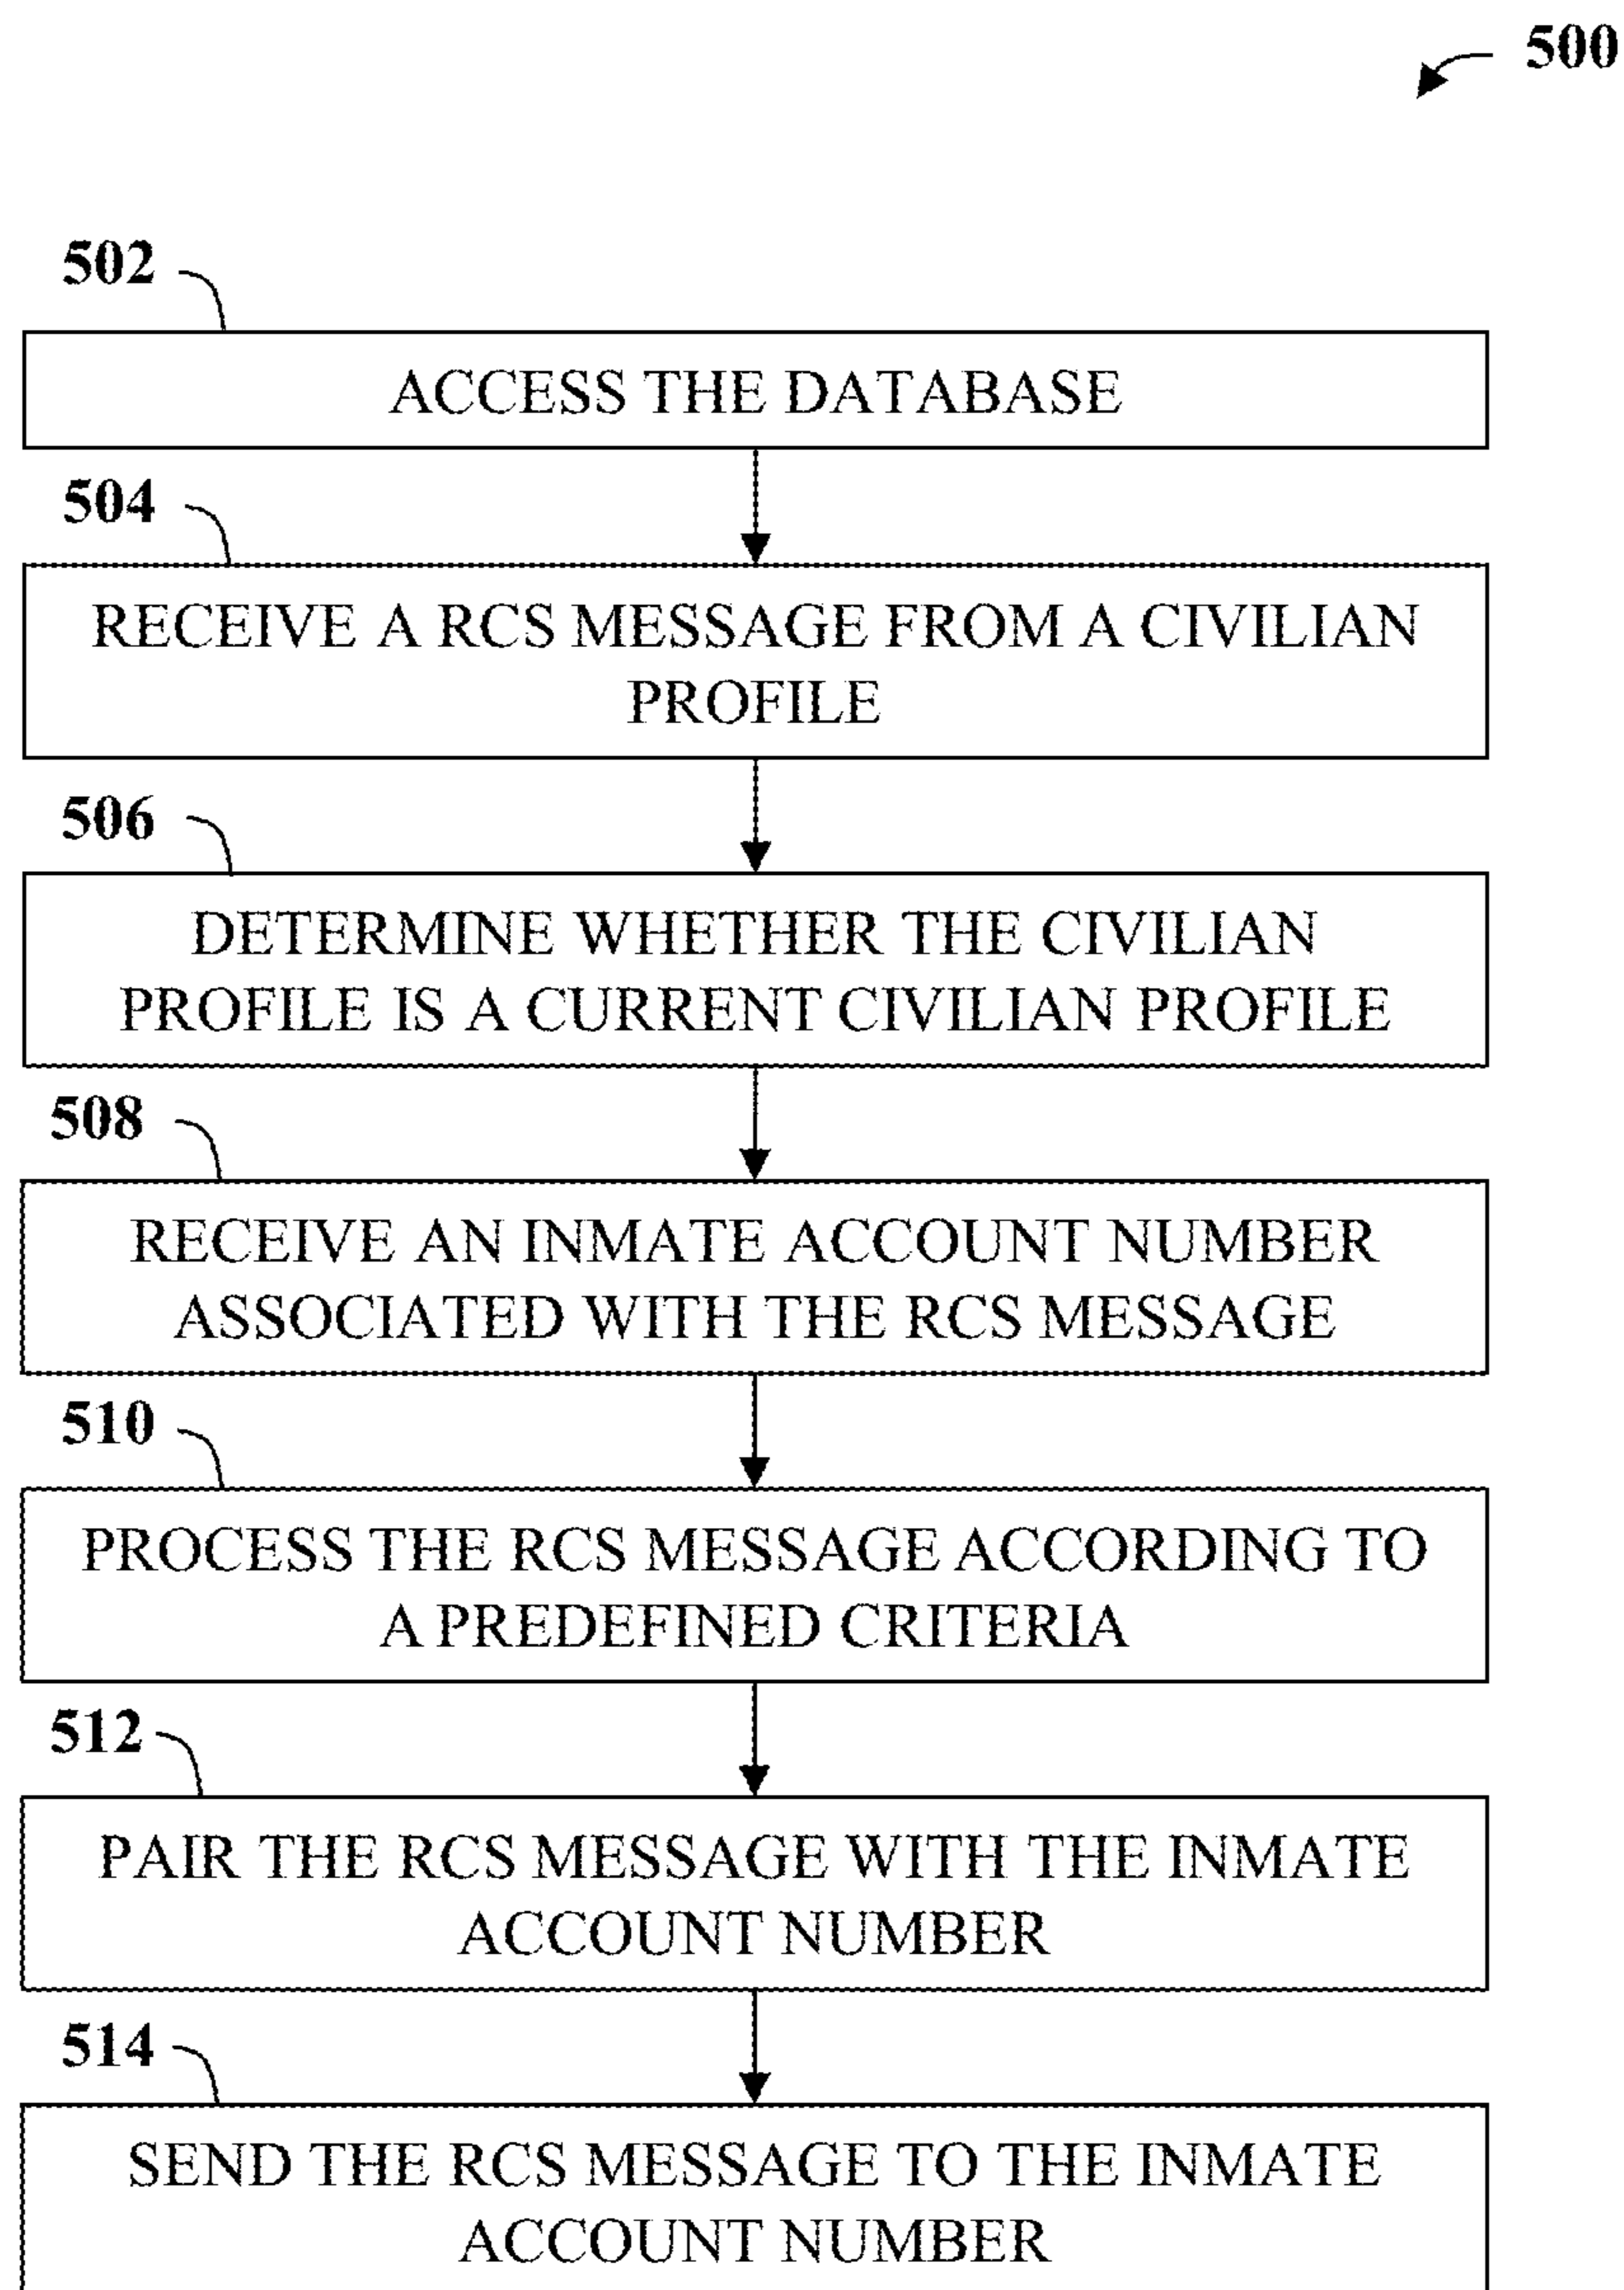 500
502
ACCESS THE DATABASE
504
RECEIVE A RCS MESSAGE FROM A CIVILIAN
PROFILE
506
DETERMINE WHETHER THE CIVILIAN
PROFILE IS A CURRENT CIVILIAN PROFILE
508
RECEIVE AN INMATE ACCOUNT NUMBER
ASSOCIATED WITH THE RCS MESSAGE
510
PROCESS THE RCS MESSAGE ACCORDING TO
A PREDEFINED CRITERIA
512
PAIR THE RCS MESSAGE WITH THE INMATE
ACCOUNT NUMBER
514
SEND THE RCS MESSAGE TO THE INMATE
ACCOUNT NUMBER